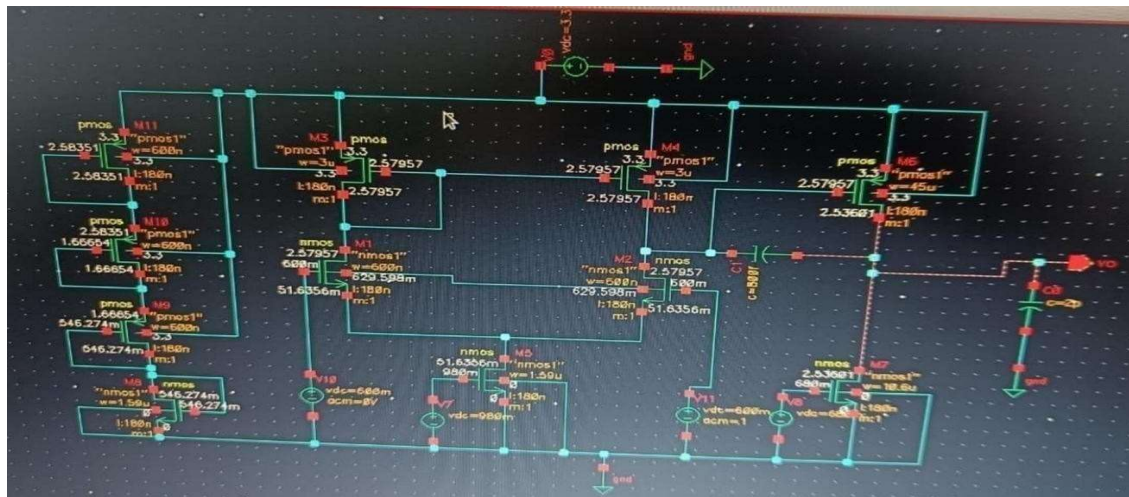 V0
vdc=3.3
gnd
pmos
M11
3.3
"pmos1"
w=600n
2.58351
3.3
2.58351
l:180n
m:1
pmos
M10
2.58351
"pmos1"
w=600n
1.66654
3.3
1.66654
l:180n
m:1
pmos
M9
1.66654
"pmos1"
w=600n
546.274m
3.3
546.274m
l:180n
m:1
M8
nmos
"nmos1"
546.274m
w=1.59u
546.274m
0
0
l:180n
m:1
M3
pmos
3.3
"pmos1"
w=3u
2.57957
3.3
l:180n
2.57957
m:1
nmos
M1
2.57957
"nmos1"
600m
w=600n
629.598m
51.6356m
l:180n
m:1
V10
vdc=600m
acm=0V
nmos
M5
51.6356m
"nmos1"
980m
w=1.59u
0
0
l:180n
m:1
V7
vdc=980m
pmos
M4
3.3
"pmos1"
2.57957
w=3u
3.3
2.57957
l:180n
m:1
M2
nmos
2.57957
"nmos1"
w=600n
600m
629.598m
l:180n
51.6356m
m:1
C1
V11
acm=1
V8
pmos
M6
3.3
"pmos1"
2.57957
w=45u
3.3
2.53601
l:180n
m:1
nmos
M7
2.53601
"nmos1"
680m
w=10.6u
0
0
l:180n
m:1
VO
C0
gnd
gnd